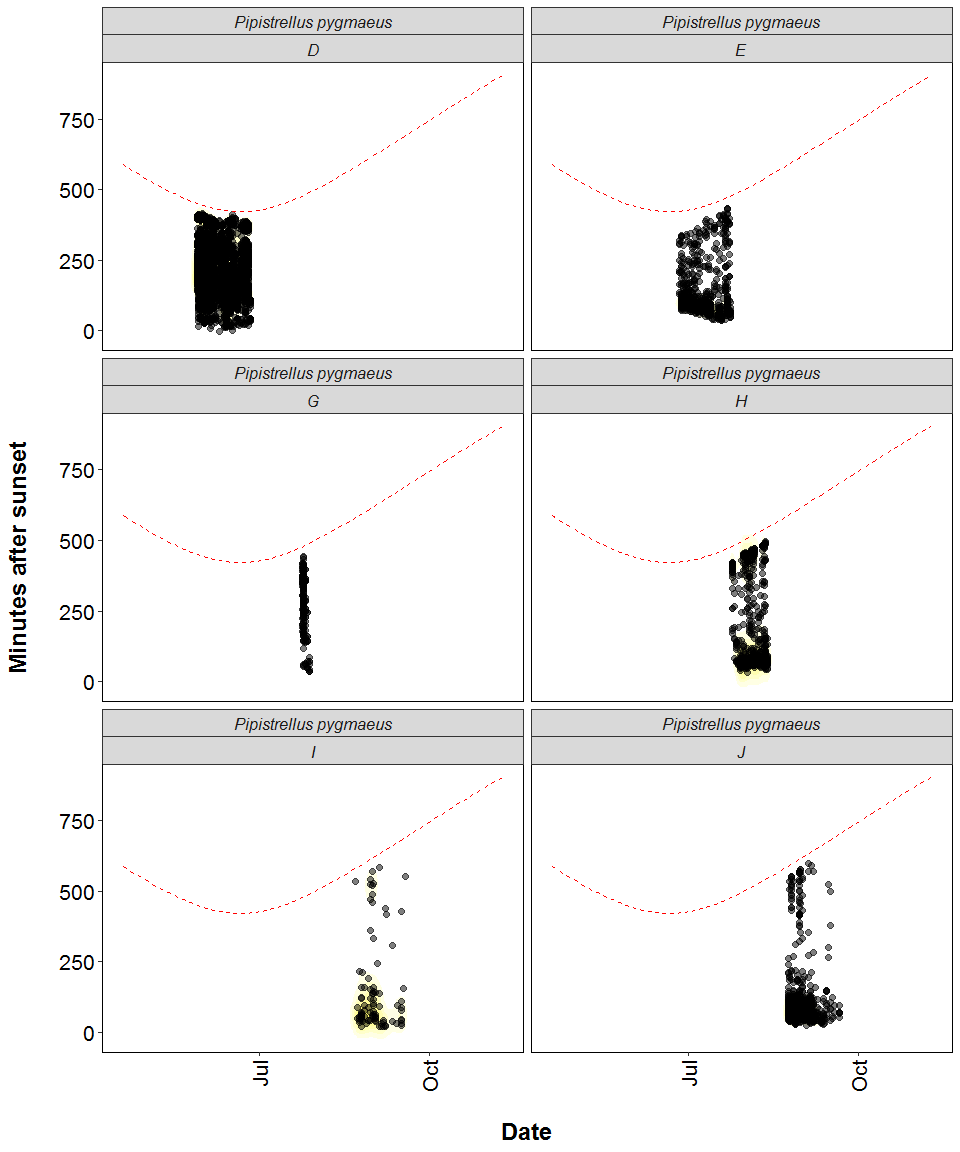 Pipistrellus pygmaeus Pipistrellus pygmaeus
D E
750
500
250
0
Pipistrellus pygmaeus Pipistrellus pygmaeus
G H
750
500
250
0
Minutes after sunset
Pipistrellus pygmaeus Pipistrellus pygmaeus
I J
750
500
250
0
Jul Oct Jul Oct
Date